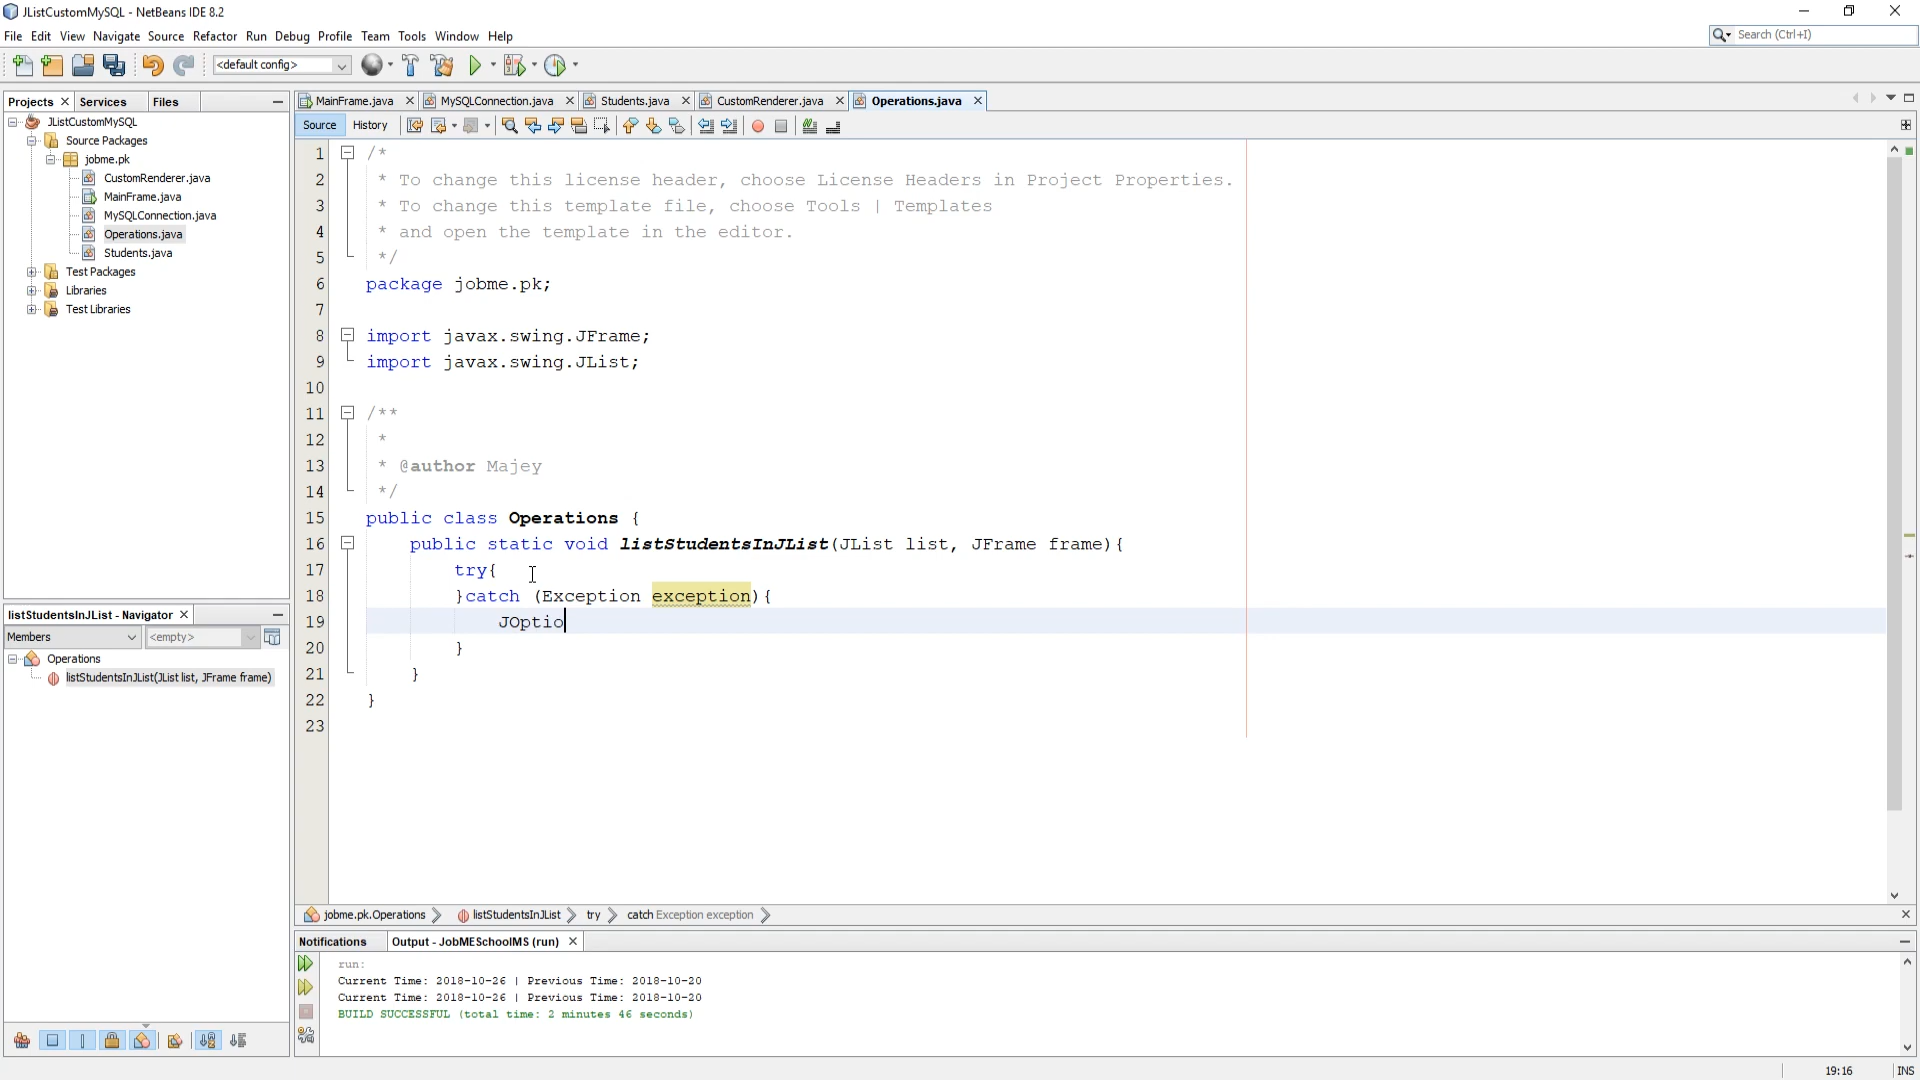 JListCustomMySQL - NetBeans IDE 8.2
File Edit View Navigate Source Refactor Run Debug Profile Team Tools Window Help
Search (Ctrl+I)
<default config>
Projects Services Files
MainFrame.java MySQLConnection.java Students.java CustomRenderer.java Operations.java
Source History
JListCustomMySQL
Source Packages
jobme.pk
CustomRenderer.java
MainFrame.java
MySQLConnection.java
Operations.java
Students.java
Test Packages
Libraries
Test Libraries
listStudentsInJList - Navigator
Members <empty>
Operations
listStudentsInJList(JList list, JFrame frame)
1 /*
2 * To change this license header, choose License Headers in Project Properties.
3 * To change this template file, choose Tools | Templates
4 * and open the template in the editor.
5 */
6 package jobme.pk;
7
8 import javax.swing.JFrame;
9 import javax.swing.JList;
10
11 /**
12 *
13 * @author Majey
14 */
15 public class Operations {
16 public static void listStudentsInJList(JList list, JFrame frame){
17 try{
18 }catch (Exception exception){
19 JOptio
20 }
21 }
22 }
23
jobme.pk.Operations listStudentsInJList try catch Exception exception
Notifications Output - JobMESchoolMS (run)
run:
Current Time: 2018-10-26 | Previous Time: 2018-10-20
Current Time: 2018-10-26 | Previous Time: 2018-10-20
BUILD SUCCESSFUL (total time: 2 minutes 46 seconds)
19:16 INS